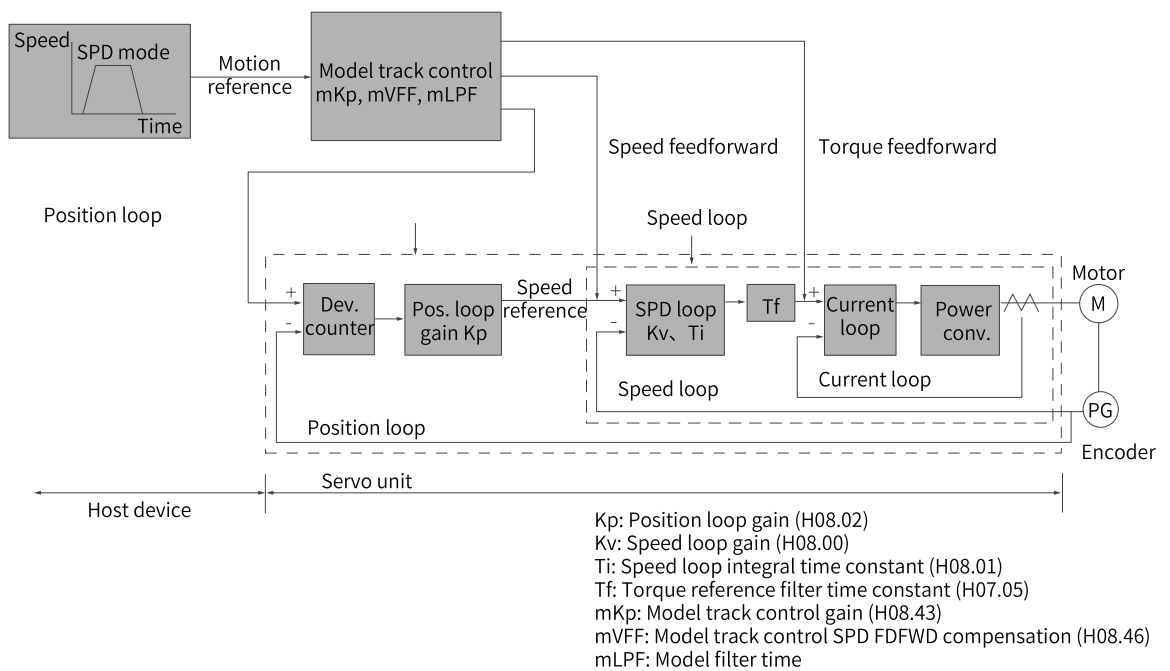 Speed
SPD mode
Time
Motion
reference
Model track control
mKp, mVFF, mLPF
Speed feedforward
Torque feedforward
Position loop
Speed loop
+
-
Dev.
counter
Pos. loop
gain Kp
Speed
reference
+
-
SPD loop
Kv、Ti
Tf
+
-
Current
loop
Power
conv.
Motor
M
Current loop
Speed loop
PG
Position loop
Encoder
Servo unit
Host device
Kp: Position loop gain (H08.02)
Kv: Speed loop gain (H08.00)
Ti: Speed loop integral time constant (H08.01)
Tf: Torque reference filter time constant (H07.05)
mKp: Model track control gain (H08.43)
mVFF: Model track control SPD FDFWD compensation (H08.46)
mLPF: Model filter time